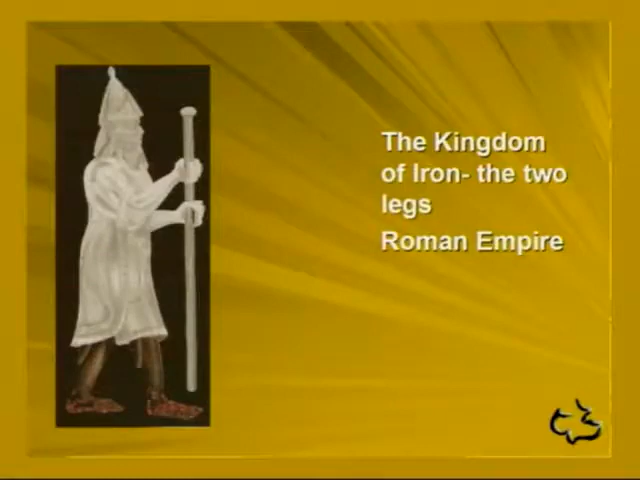 The Kingdom
of Iron- the two
legs
Roman Empire